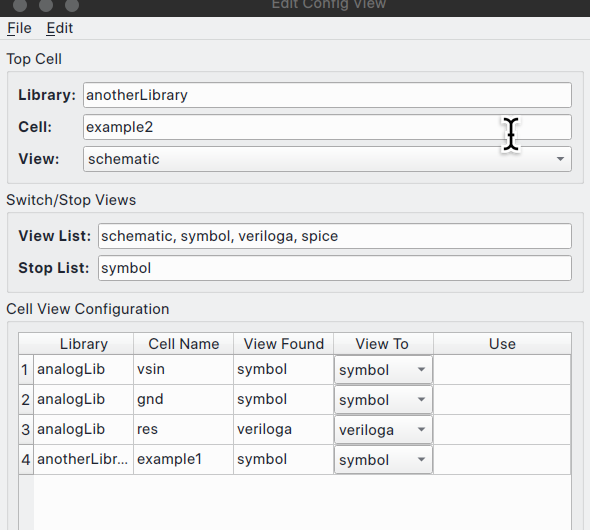 Edit Config View
File Edit
Top Cell
Library: anotherLibrary
Cell: example2
View: schematic
Switch/Stop Views
View List: schematic, symbol, veriloga, spice
Stop List: symbol
Cell View Configuration
Library Cell Name View Found View To Use
1 analogLib vsin symbol symbol
2 analogLib gnd symbol symbol
3 analogLib res veriloga veriloga
4 anotherLibr... example1 symbol symbol